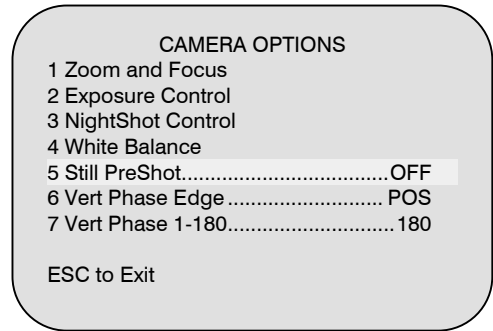 CAMERA OPTIONS
1 Zoom and Focus
2 Exposure Control
3 NightShot Control
4 White Balance
5 Still PreShot.....................................OFF
6 Vert Phase Edge ........................... POS
7 Vert Phase 1-180............................ 180
ESC to Exit